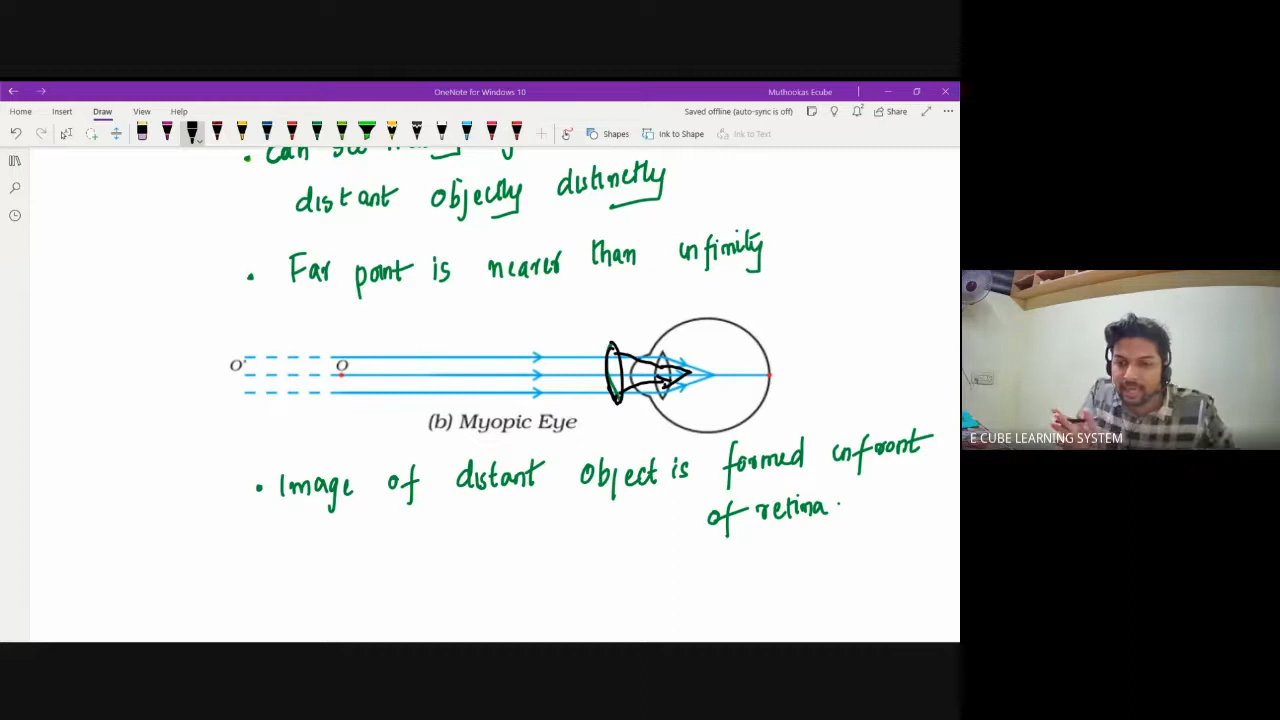 OneNote for Windows 10
Muthookas Ecube
Home Insert Draw View Help
Saved offline (auto-sync is off)
Share
Shapes
Ink to Shape
Ink to Text
distant objectly distinctly
. Far point is nearer than infinity
O' O
(b) Myopic Eye
. Image of distant object is formed infront
of retina.
E CUBE LEARNING SYSTEM